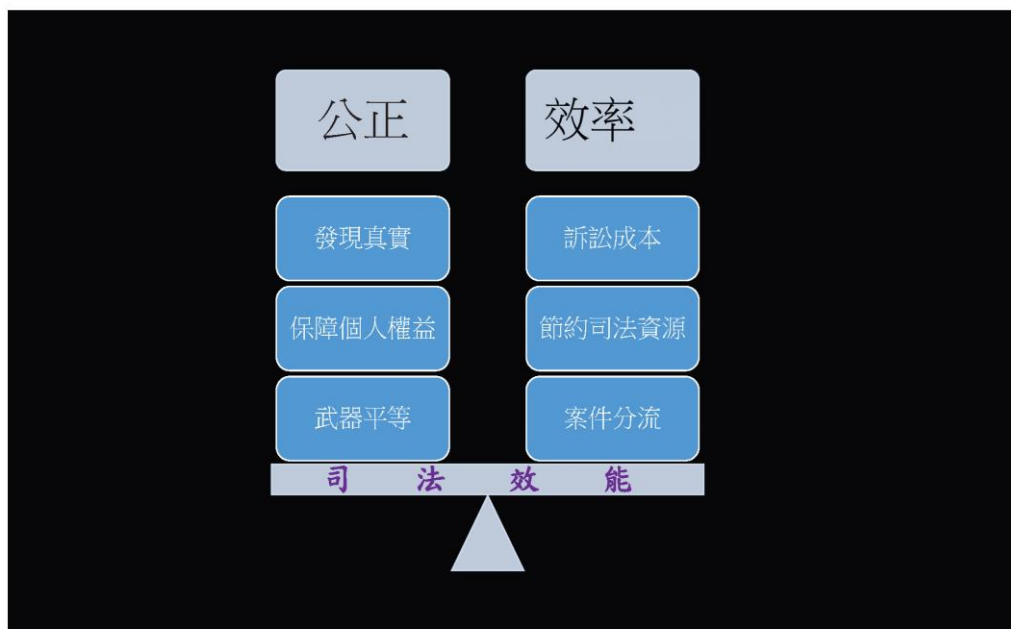 公正
效率
發現真實
訴訟成本
保障個人權益
節約司法資源
武器平等
案件分流
司法效能